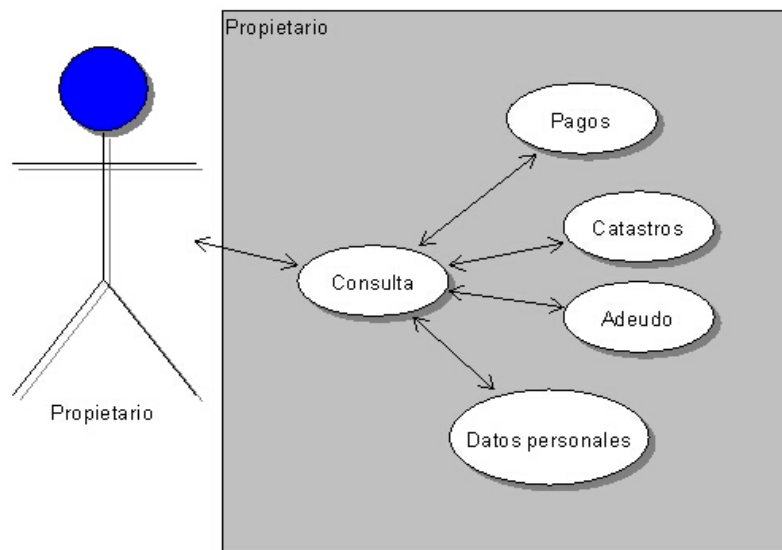 Propietario
Pagos
Catastros
Consulta
Adeudo
Propietario
Datos personales